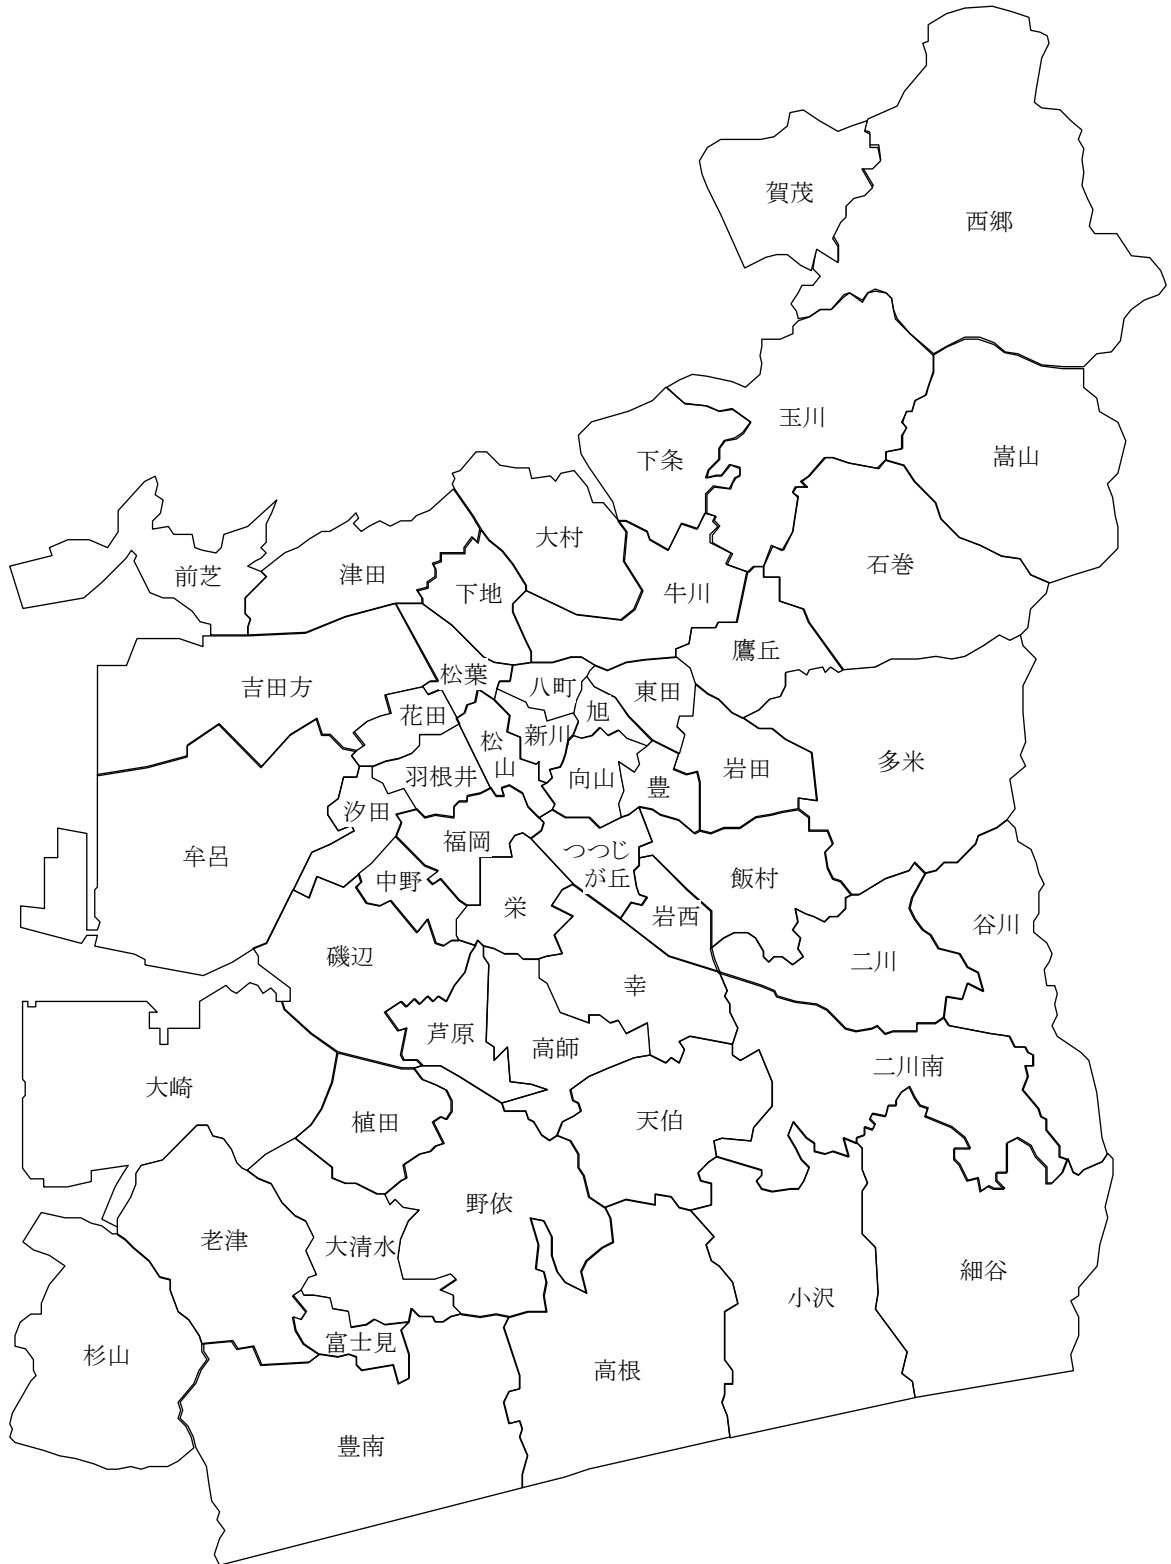 賀茂
西郷
玉川
下条
嵩山
大村
石巻
前芝
津田
下地
牛川
鷹丘
吉田方
松葉
八町
東田
花田
旭
新川
松
山
岩田
多米
羽根井
向山
豊
汐田
福岡
つつじ
が丘
牟呂
中野
飯村
栄
岩西
谷川
磯辺
二川
幸
芦原
高師
二川南
大崎
植田
天伯
野依
老津
大清水
細谷
小沢
富士見
杉山
高根
豊南